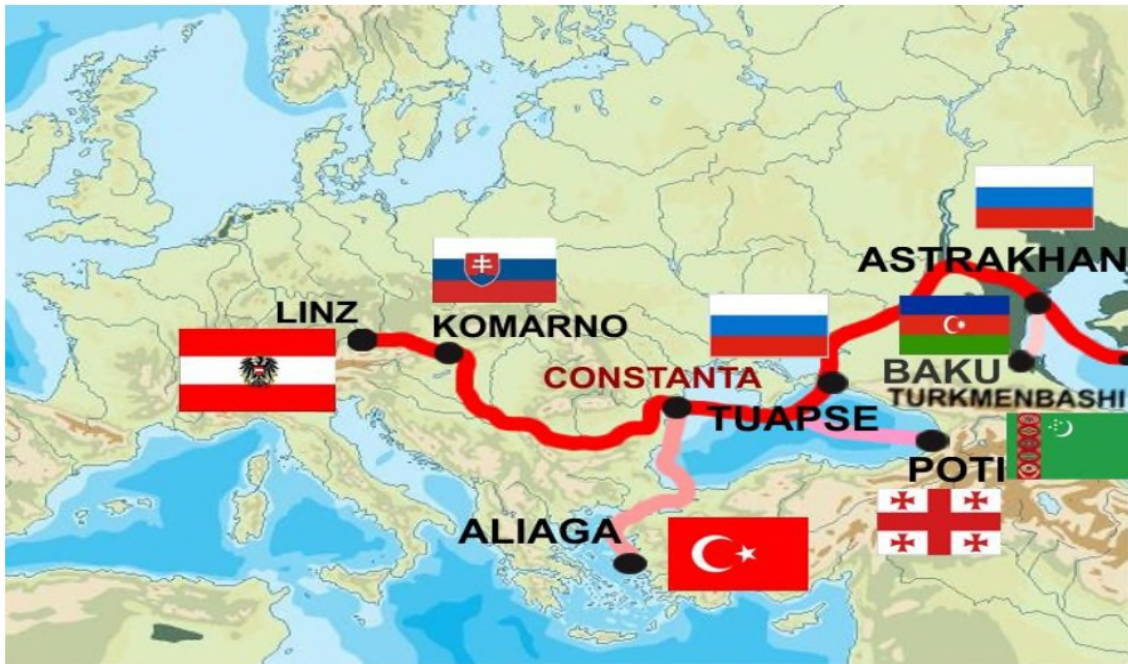 ASTRAKHAN
LINZ
KOMARNO
CONSTANTA
BAKU
TURKMENBASHI
TUAPSE
POTI
ALIAGA